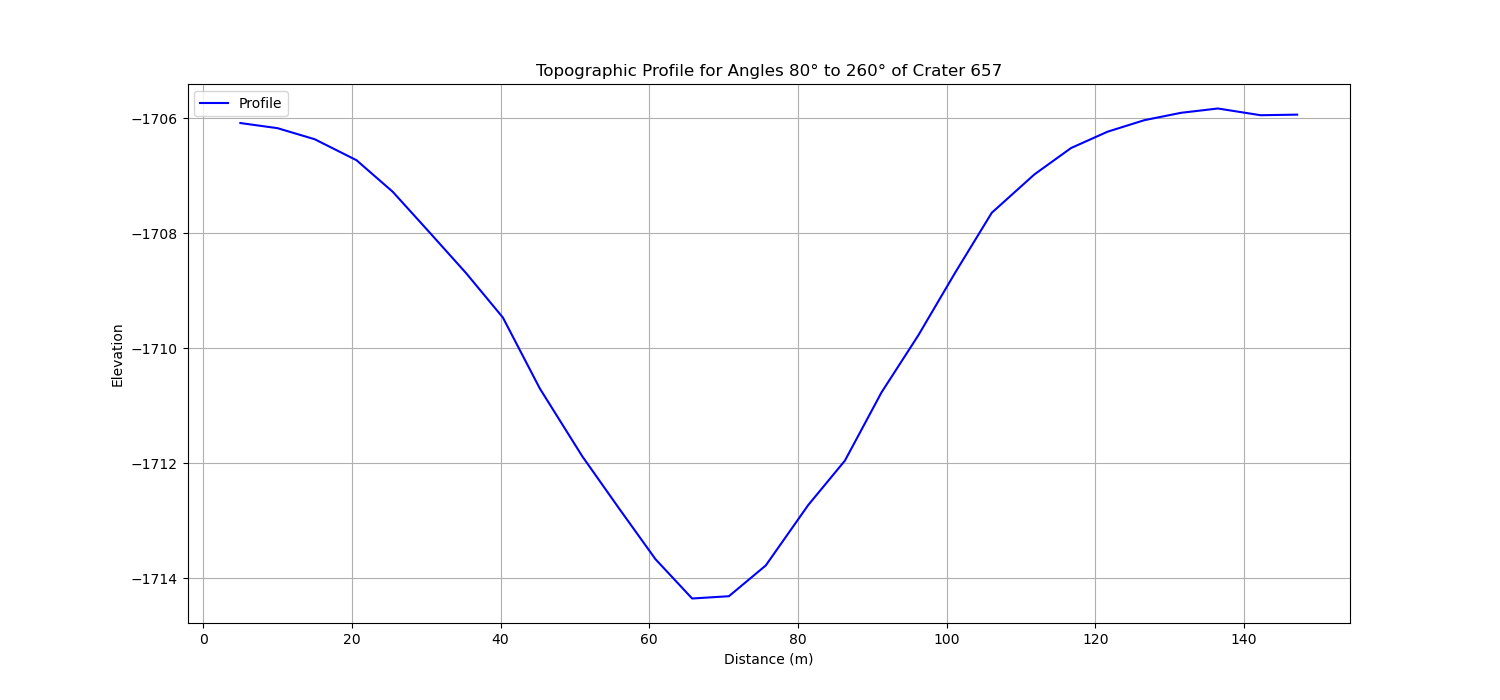 Topographic Profile for Angles 80° to 260° of Crater 657
Profile
−1706
−1708
−1710
−1712
−1714
Elevation
0 20 40 60 80 100 120 140
Distance (m)